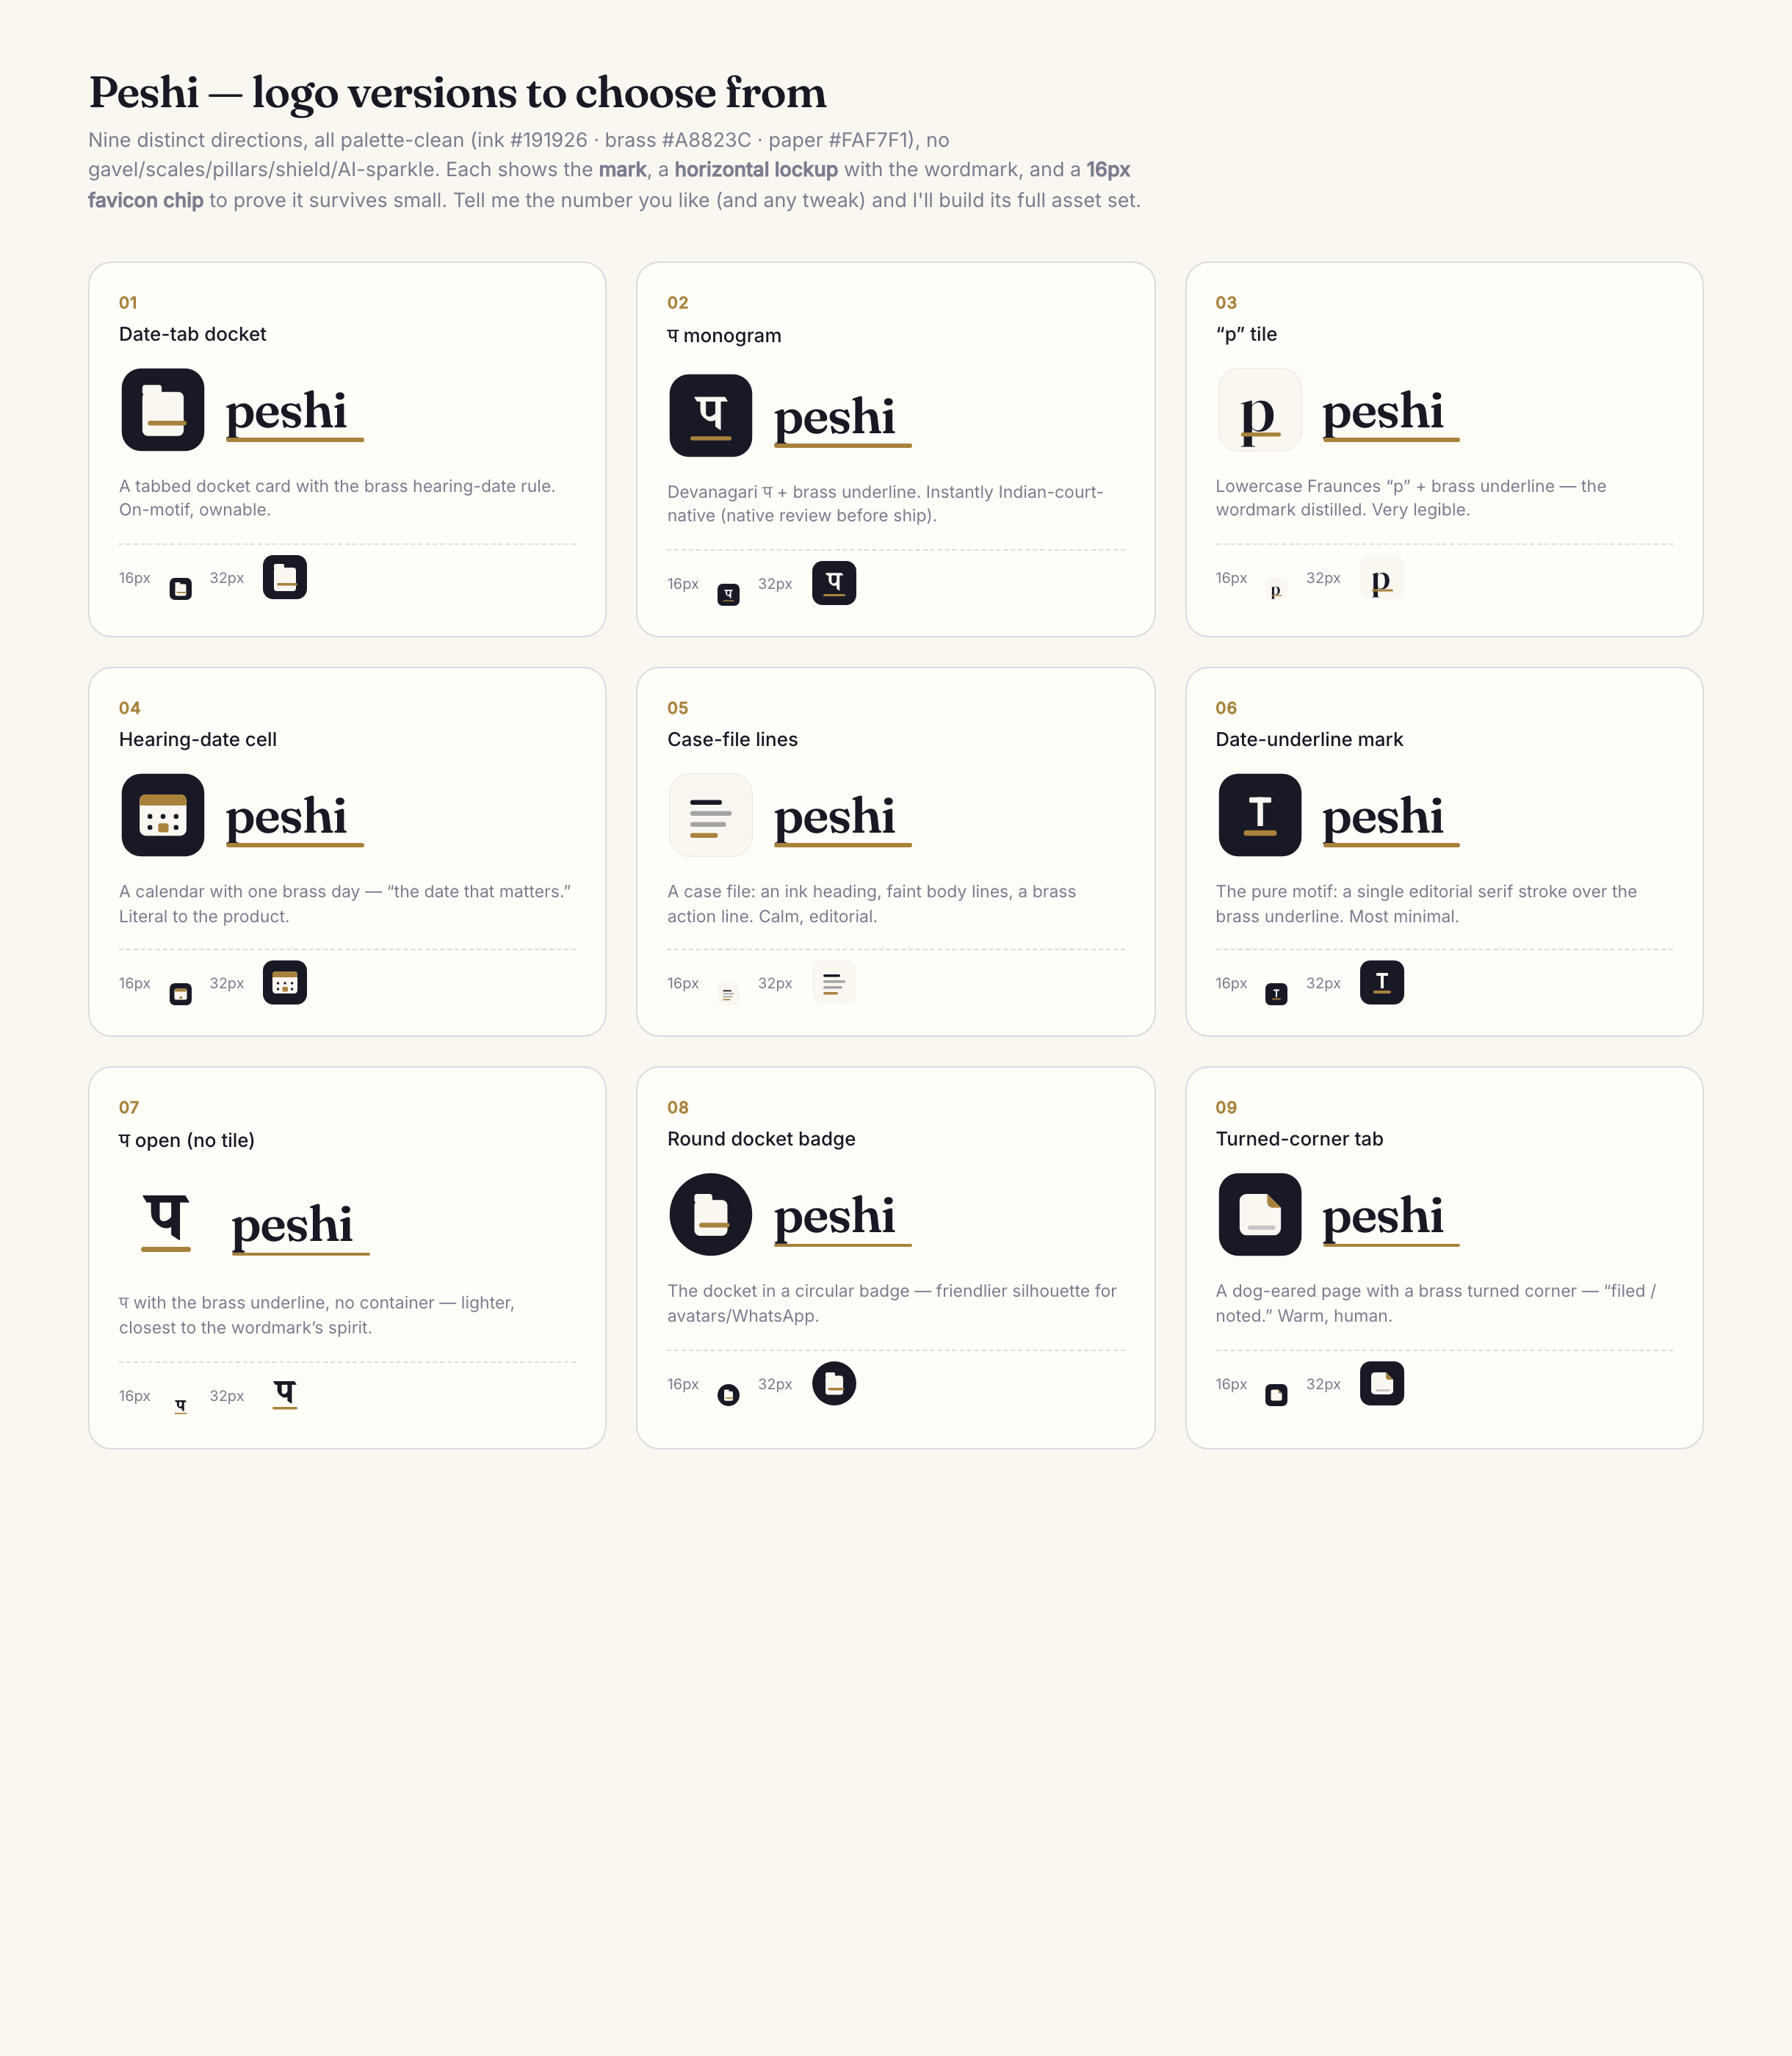 Peshi — logo versions to choose from
Nine distinct directions, all palette-clean (ink #191926 · brass #A8823C · paper #FAF7F1), no
gavel/scales/pillars/shield/AI-sparkle. Each shows the mark, a horizontal lockup with the wordmark, and a 16px
favicon chip to prove it survives small. Tell me the number you like (and any tweak) and I'll build its full asset set.
01
Date-tab docket
peshi
A tabbed docket card with the brass hearing-date rule.
On-motif, ownable.
16px 32px
02
प monogram
प peshi
Devanagari प + brass underline. Instantly Indian-court-
native (native review before ship).
16px प 32px प
03
“p” tile
p peshi
Lowercase Fraunces “p” + brass underline — the
wordmark distilled. Very legible.
16px p 32px p
04
Hearing-date cell
peshi
A calendar with one brass day — “the date that matters.”
Literal to the product.
16px 32px
05
Case-file lines
peshi
A case file: an ink heading, faint body lines, a brass
action line. Calm, editorial.
16px 32px
06
Date-underline mark
T peshi
The pure motif: a single editorial serif stroke over the
brass underline. Most minimal.
16px T 32px T
07
प open (no tile)
प peshi
प with the brass underline, no container — lighter,
closest to the wordmark’s spirit.
16px प 32px प
08
Round docket badge
peshi
The docket in a circular badge — friendlier silhouette for
avatars/WhatsApp.
16px 32px
09
Turned-corner tab
peshi
A dog-eared page with a brass turned corner — “filed /
noted.” Warm, human.
16px 32px